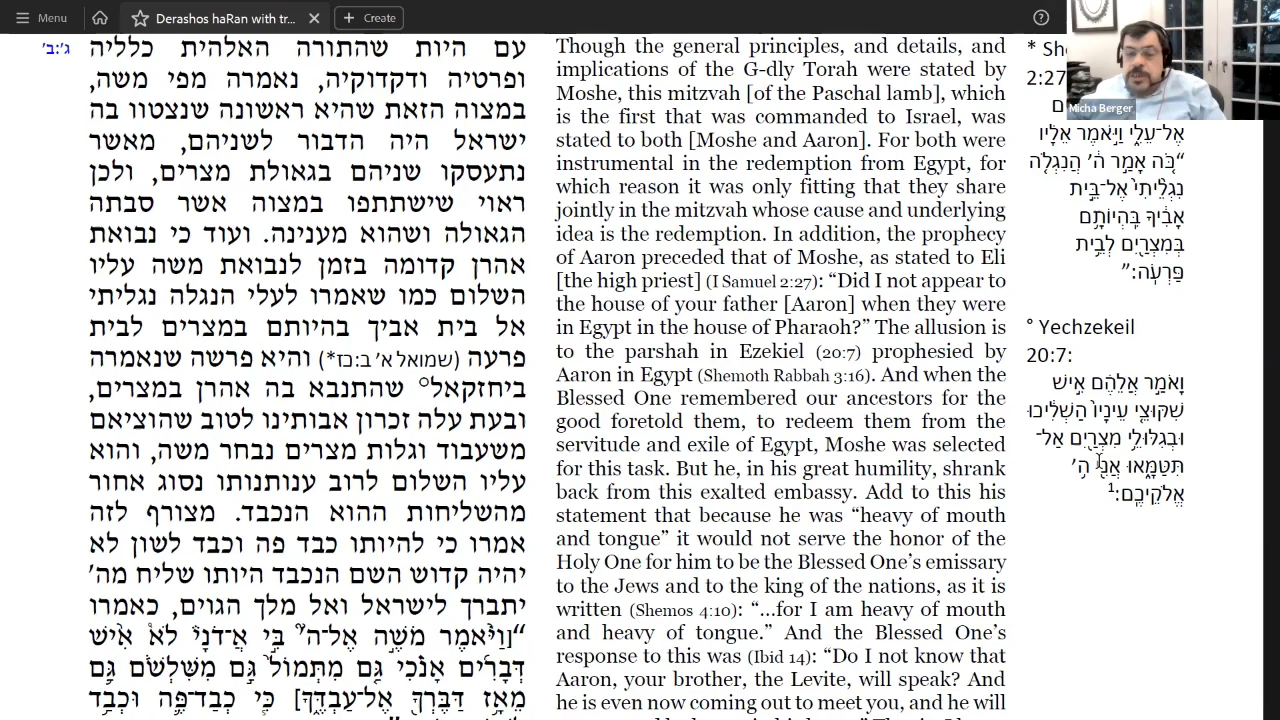 Menu
Derashos haRan with tr...
Create
ג׳:ב׳
עם היות שהתורה האלהית כלליה
ופרטיה ודקדוקיה, נאמרה מפי משה,
במצוה הזאת שהיא ראשונה שנצטוו בה
ישראל היה הדבור לשניהם, מאשר
נתעסקו שניהם בגאולת מצרים, ולכן
ראוי שישתתפו במצוה אשר סבתה
הגאולה ושהוא מענינה. ועוד כי נבואת
אהרן קדומה בזמן לנבואת משה עליו
השלום כמו שאמרו לעלי הנגלה נגליתי
אל בית אביך בהיותם במצרים לבית
פרעה (שמואל א׳ ב:כז*) והיא פרשה שנאמרה
ביחזקאל° שהתנבא בה אהרן במצרים,
ובעת עלה זכרון אבותינו לטוב שהוציאם
משעבוד וגלות מצרים נבחר משה, והוא
עליו השלום לרוב ענותנותו נסוג אחור
מהשליחות ההוא הנכבד. מצורף לזה
אמרו כי להיותו כבד פה וכבד לשון לא
יהיה קדוש השם הנכבד היותו שליח מה׳
יתברך לישראל ואל מלך הגוים, כאמרו
“[וַיֹּ֨אמֶר מֹשֶׁ֣ה אֶל־ה֮׳ בִּ֣י אֲ־דֹנָי֒ לֹא֩ אִ֨ישׁ
דְּבָרִ֜ים אָנֹ֗כִי גַּ֤ם מִתְּמוֹל֙ גַּ֣ם מִשִּׁלְשֹׁ֔ם גַּ֛ם
מֵאָ֥ז דַּבֶּרְךָ֖ אֶל־עַבְדֶּ֑ךָ] כִּ֧י כְבַד־פֶּ֛ה וּכְבַ֥ד
Though the general principles, and details, and
implications of the G-dly Torah were stated by
Moshe, this mitzvah [of the Paschal lamb], which
is the first that was commanded to Israel, was
stated to both [Moshe and Aaron]. For both were
instrumental in the redemption from Egypt, for
which reason it was only fitting that they share
jointly in the mitzvah whose cause and underlying
idea is the redemption. In addition, the prophecy
of Aaron preceded that of Moshe, as stated to Eli
[the high priest] (I Samuel 2:27): “Did I not appear to
the house of your father [Aaron] when they were
in Egypt in the house of Pharaoh?” The allusion is
to the parshah in Ezekiel (20:7) prophesied by
Aaron in Egypt (Shemoth Rabbah 3:16). And when the
Blessed One remembered our ancestors for the
good foretold them, to redeem them from the
servitude and exile of Egypt, Moshe was selected
for this task. But he, in his great humility, shrank
back from this exalted embassy. Add to this his
statement that because he was “heavy of mouth
and tongue” it would not serve the honor of the
Holy One for him to be the Blessed One’s emissary
to the Jews and to the king of the nations, as it is
written (Shemos 4:10): “…for I am heavy of mouth
and heavy of tongue.” And the Blessed One’s
response to this was (Ibid 14): “Do I not know that
Aaron, your brother, the Levite, will speak? And
he is even now coming out to meet you, and he will
2:27
Micha Berger
אֶל־עֵלִ֑י וַיֹּ֣אמֶר אֵלָ֗יו
“כֹּ֚ה אָמַ֣ר ה֔׳ הֲנִגְלֹ֤ה
נִגְלֵ֙יתִי֙ אֶל־בֵּ֣ית
אָבִ֔יךָ בִּֽהְיוֹתָ֥ם
בְּמִצְרַ֖יִם לְבֵ֥ית
פַּרְעֹֽה׃”
° Yechzekeil
20:7:
וָאֹמַ֣ר אֲלֵהֶ֗ם אִ֣ישׁ
שִׁקּוּצֵ֤י עֵינָיו֙ הַשְׁלִ֔יכוּ
וּבְגִלּוּלֵ֥י מִצְרַ֖יִם אַל־
תִּטַּמָּ֑אוּ אֲנִ֖י ה֥׳
אֱלֹקֵיכֶֽם׃¹